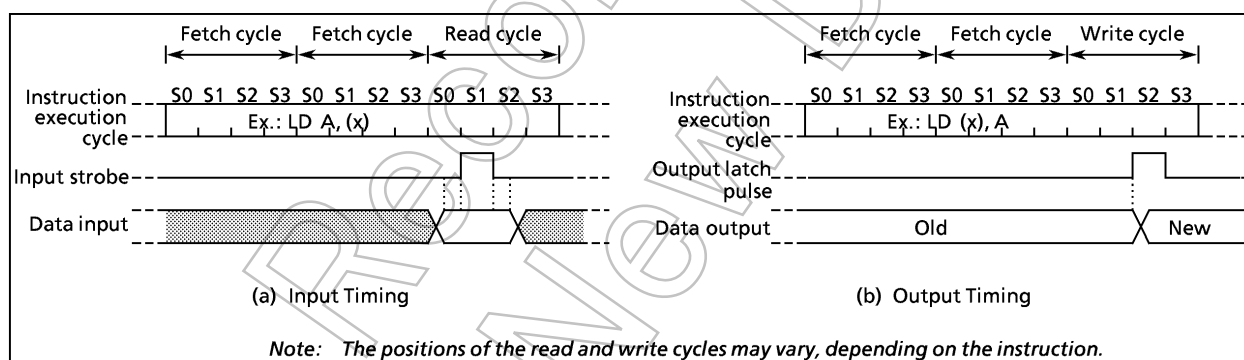 Fetch cycle Fetch cycle Read cycle
S0 S1 S2 S3 S0 S1 S2 S3 S0 S1 S2 S3
Instruction
execution
cycle
Ex.: LD A, (x)
Input strobe
Data input
(a) Input Timing
Fetch cycle Fetch cycle Write cycle
S0 S1 S2 S3 S0 S1 S2 S3 S0 S1 S2 S3
Instruction
execution
cycle
Ex.: LD (x), A
Output latch
pulse
Data output
Old
New
(b) Output Timing
Note: The positions of the read and write cycles may vary, depending on the instruction.